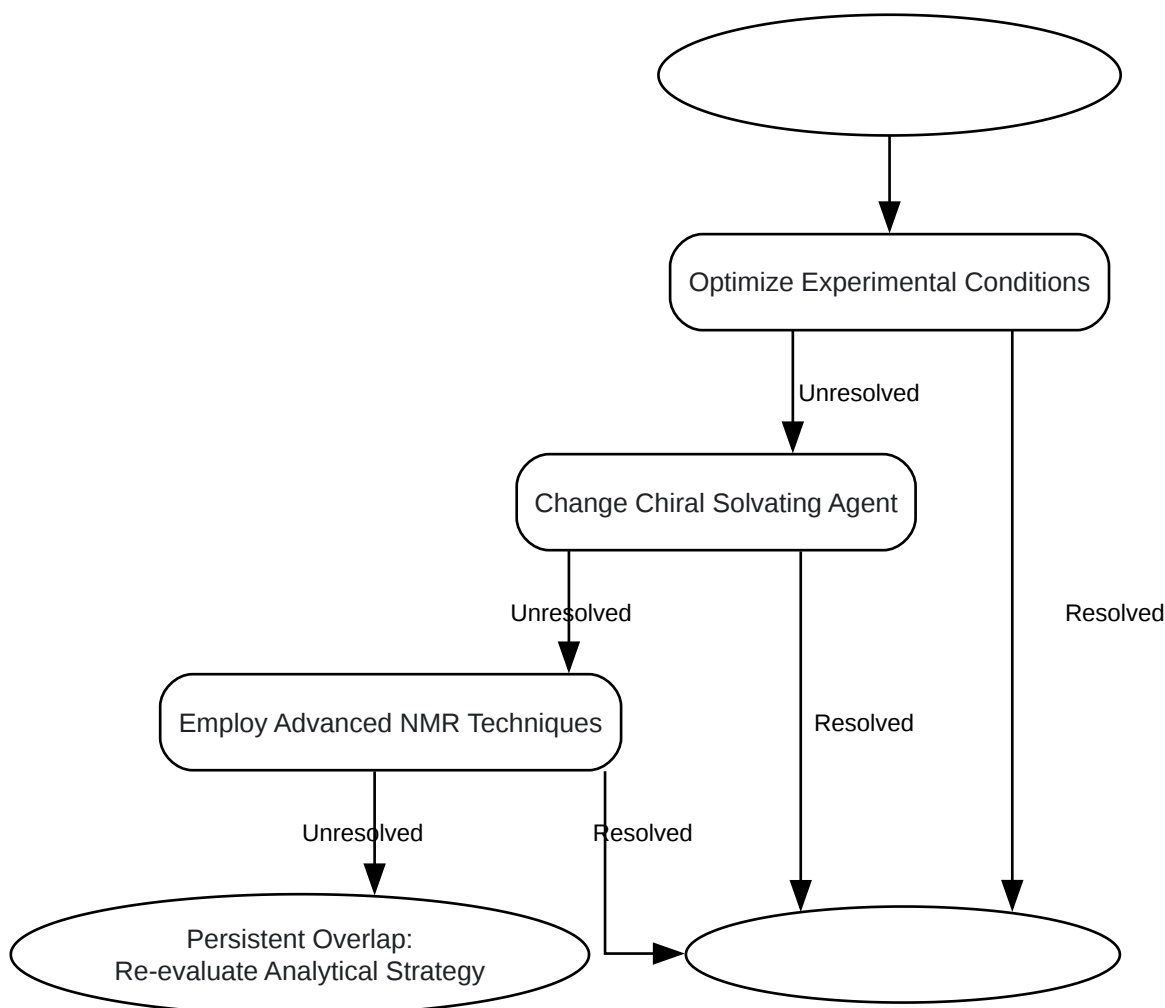 Optimize Experimental Conditions
Unresolved
Change Chiral Solvating Agent
Unresolved
Resolved
Employ Advanced NMR Techniques
Resolved
Unresolved
Resolved
Persistent Overlap:
Re-evaluate Analytical Strategy